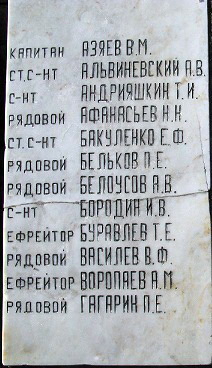 КАПИТАН АЗЯЕВ В.М.
СТ.С-НТ АЛЬВИНЕВСКИЙ А.В.
С-НТ АНДРИЯШКИН Т.И.
РЯДОВОЙ АФАНАСЬЕВ Н.Н.
СТ.С-НТ БАКУЛЕНКО Е.Ф.
РЯДОВОЙ БЕЛЬКОВ П.Е.
РЯДОВОЙ БЕЛОУСОВ А.В.
С-НТ БОРОДИН И.В.
ЕФРЕЙТОР БУРАВЛЕВ Т.Е.
РЯДОВОЙ ВАСИЛЕВ В.Ф.
ЕФРЕЙТОР ВОРОПАЕВ А.М.
РЯДОВОЙ ГАГАРИН П.Е.